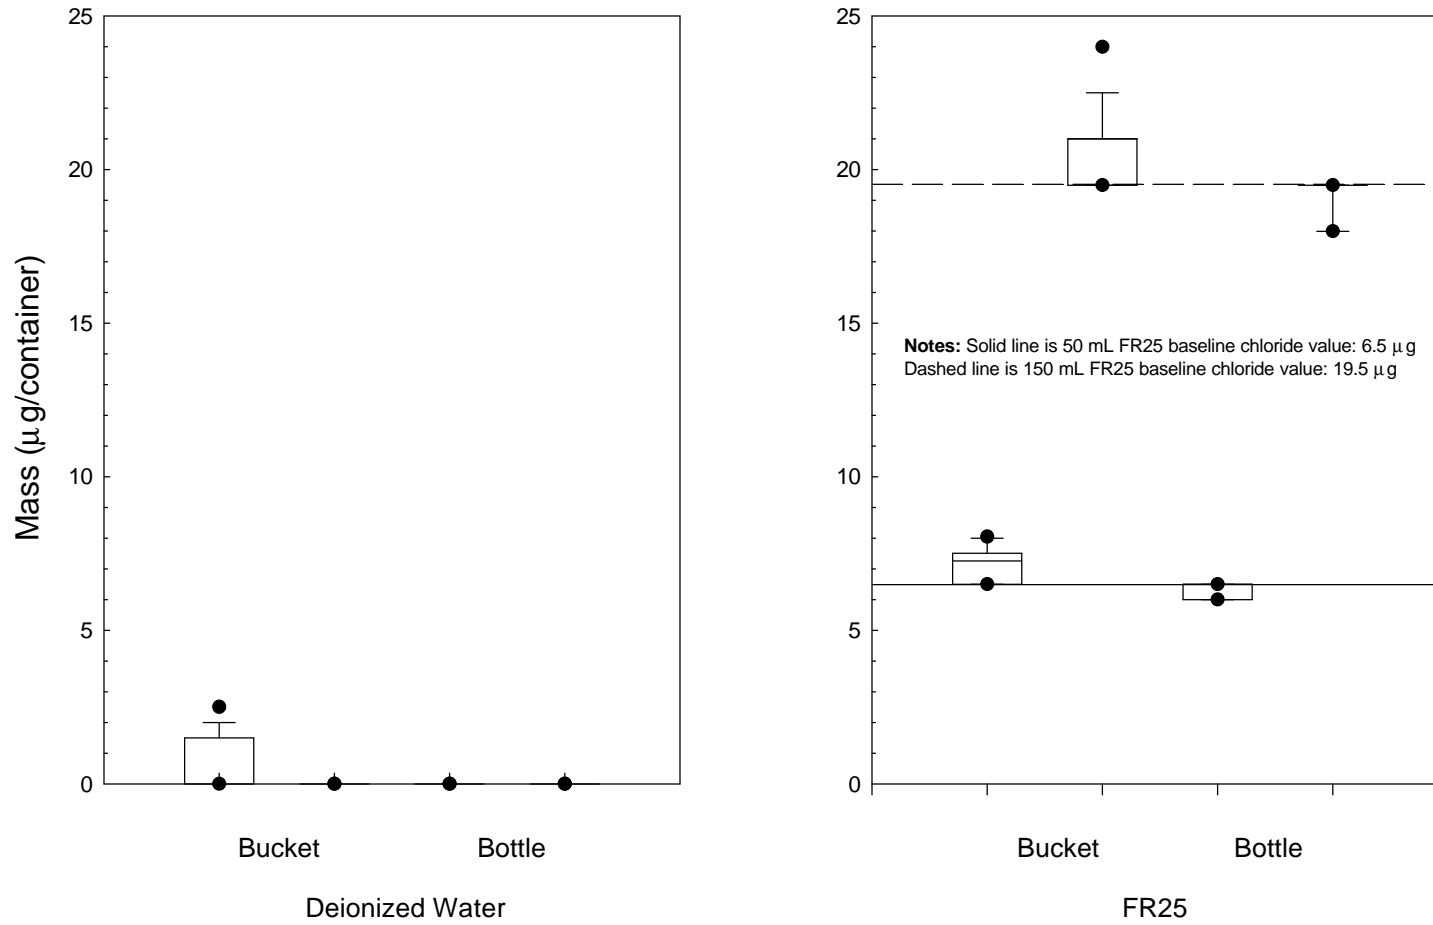 Mass (μg/container)
25
20
15
10
5
0
Bucket Bottle
Deionized Water
25
20
15
10
5
0
Notes: Solid line is 50 mL FR25 baseline chloride value: 6.5 μg
Dashed line is 150 mL FR25 baseline chloride value: 19.5 μg
Bucket Bottle
FR25